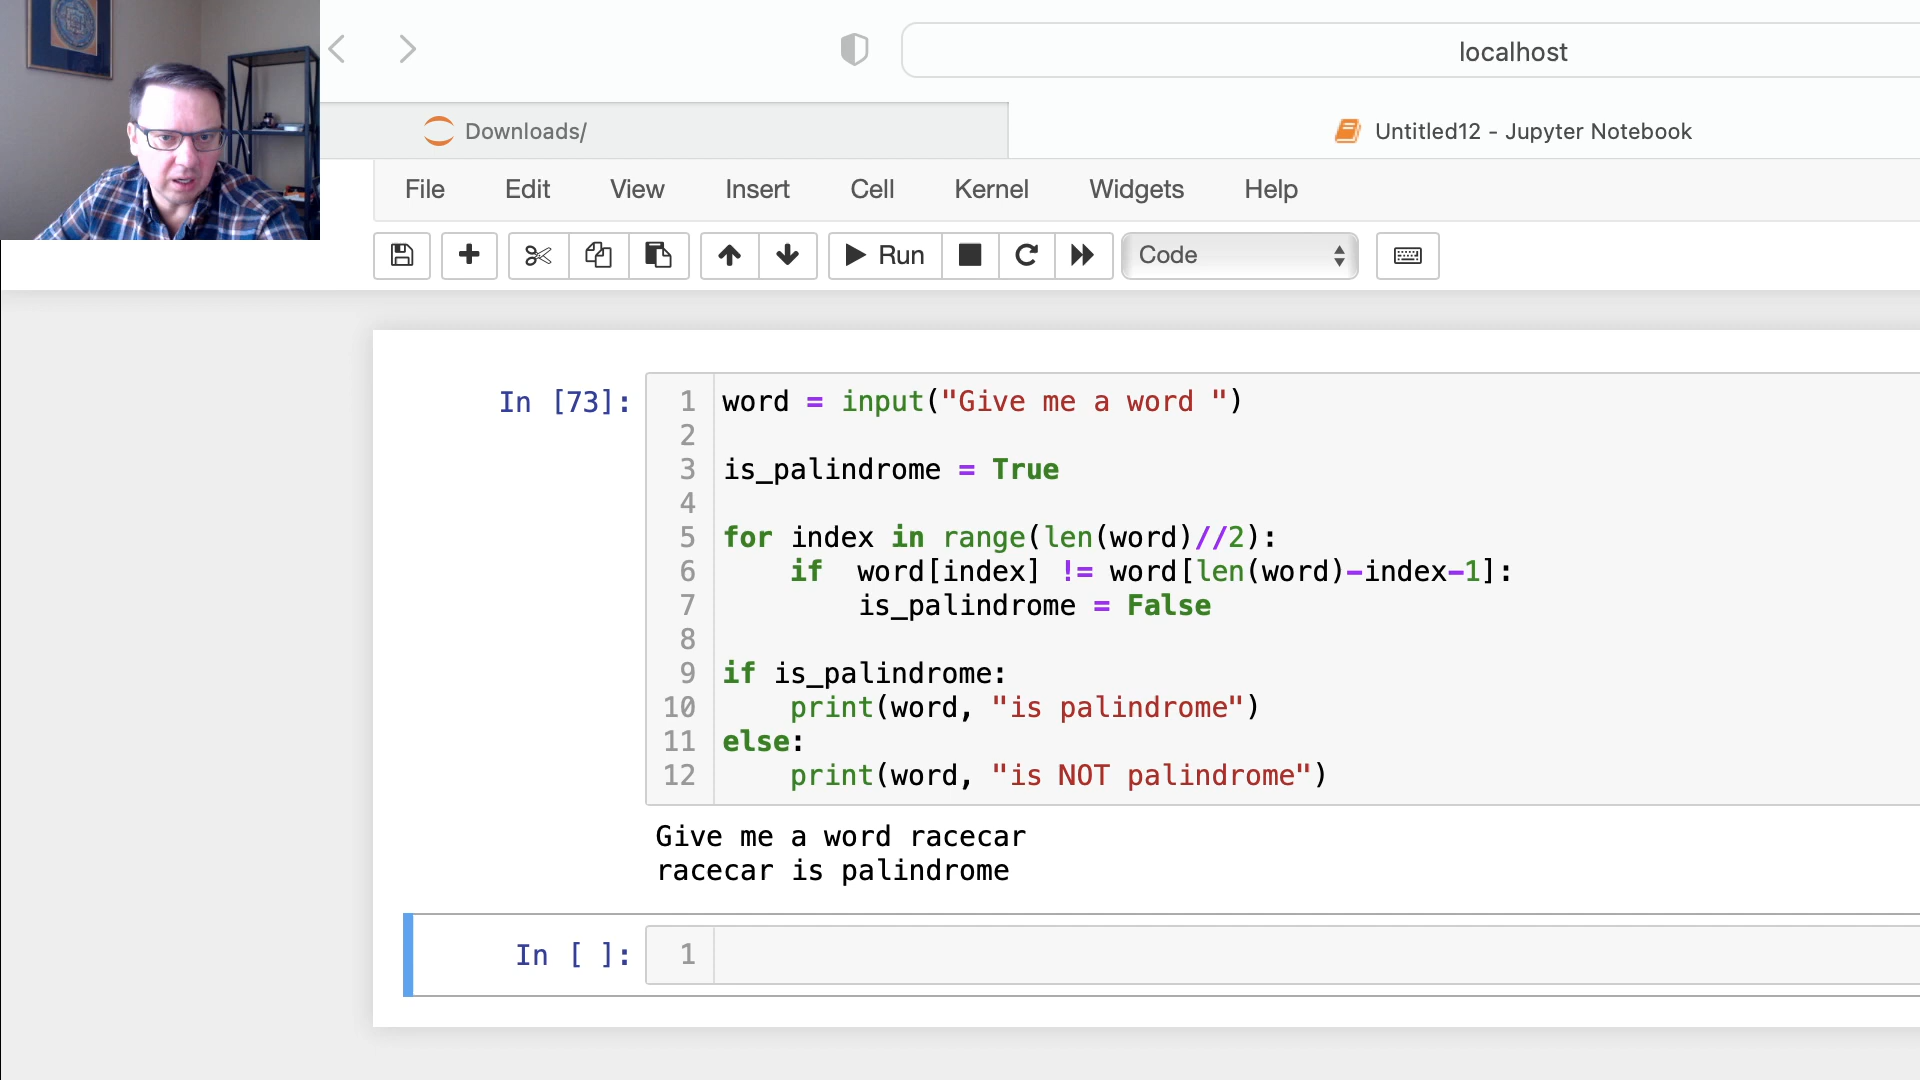 localhost
Downloads/
Untitled12 - Jupyter Notebook
File Edit View Insert Cell Kernel Widgets Help
Run Code
In [73]:
1 word = input("Give me a word ")
2
3 is_palindrome = True
4
5 for index in range(len(word)//2):
6     if  word[index] != word[len(word)-index-1]:
7         is_palindrome = False
8
9 if is_palindrome:
10     print(word, "is palindrome")
11 else:
12     print(word, "is NOT palindrome")
Give me a word racecar
racecar is palindrome
In [ ]:
1